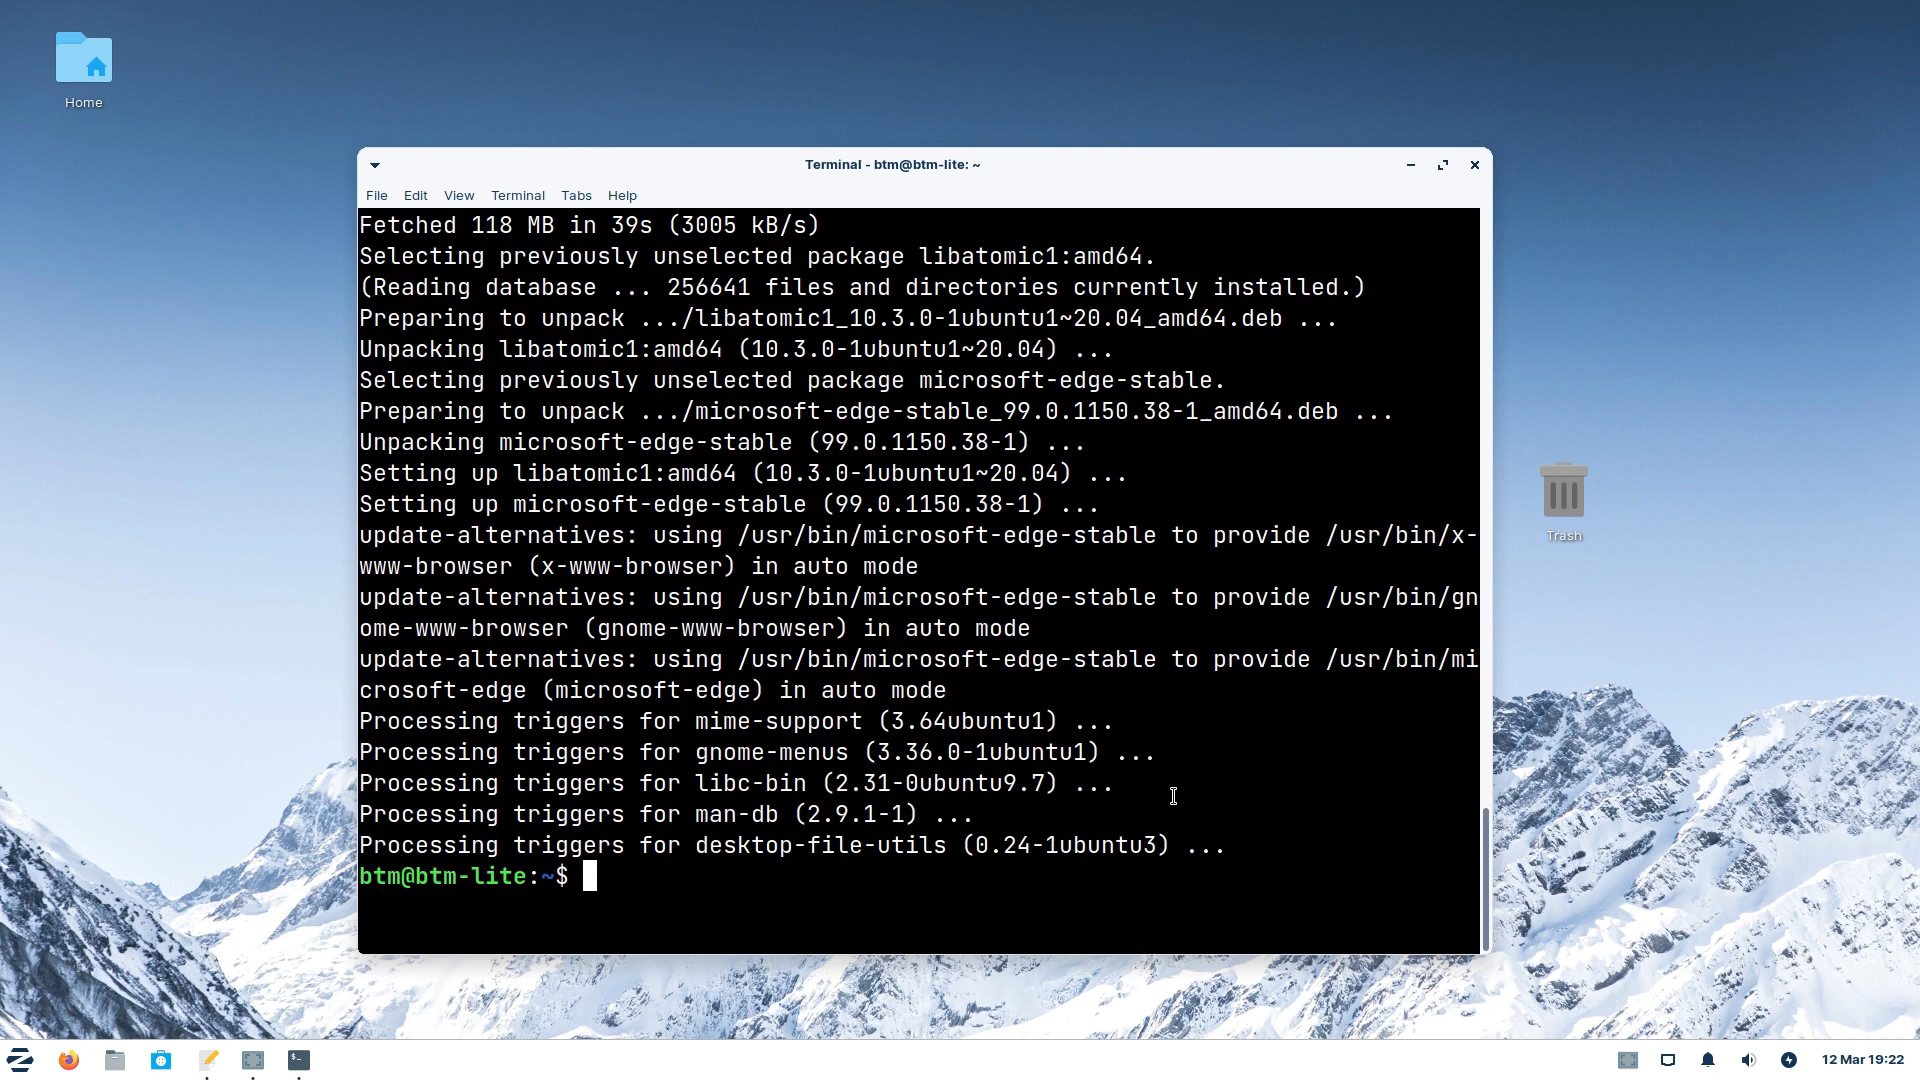 Home
Terminal - btm@btm-lite: ~
File Edit View Terminal Tabs Help
Fetched 118 MB in 39s (3005 kB/s)
Selecting previously unselected package libatomic1:amd64.
(Reading database ... 256641 files and directories currently installed.)
Preparing to unpack .../libatomic1_10.3.0-1ubuntu1~20.04_amd64.deb ...
Unpacking libatomic1:amd64 (10.3.0-1ubuntu1~20.04) ...
Selecting previously unselected package microsoft-edge-stable.
Preparing to unpack .../microsoft-edge-stable_99.0.1150.38-1_amd64.deb ...
Unpacking microsoft-edge-stable (99.0.1150.38-1) ...
Setting up libatomic1:amd64 (10.3.0-1ubuntu1~20.04) ...
Setting up microsoft-edge-stable (99.0.1150.38-1) ...
update-alternatives: using /usr/bin/microsoft-edge-stable to provide /usr/bin/x-
www-browser (x-www-browser) in auto mode
update-alternatives: using /usr/bin/microsoft-edge-stable to provide /usr/bin/gn
ome-www-browser (gnome-www-browser) in auto mode
update-alternatives: using /usr/bin/microsoft-edge-stable to provide /usr/bin/mi
crosoft-edge (microsoft-edge) in auto mode
Processing triggers for mime-support (3.64ubuntu1) ...
Processing triggers for gnome-menus (3.36.0-1ubuntu1) ...
Processing triggers for libc-bin (2.31-0ubuntu9.7) ...
Processing triggers for man-db (2.9.1-1) ...
Processing triggers for desktop-file-utils (0.24-1ubuntu3) ...
btm@btm-lite:~$
Trash
12 Mar 19:22